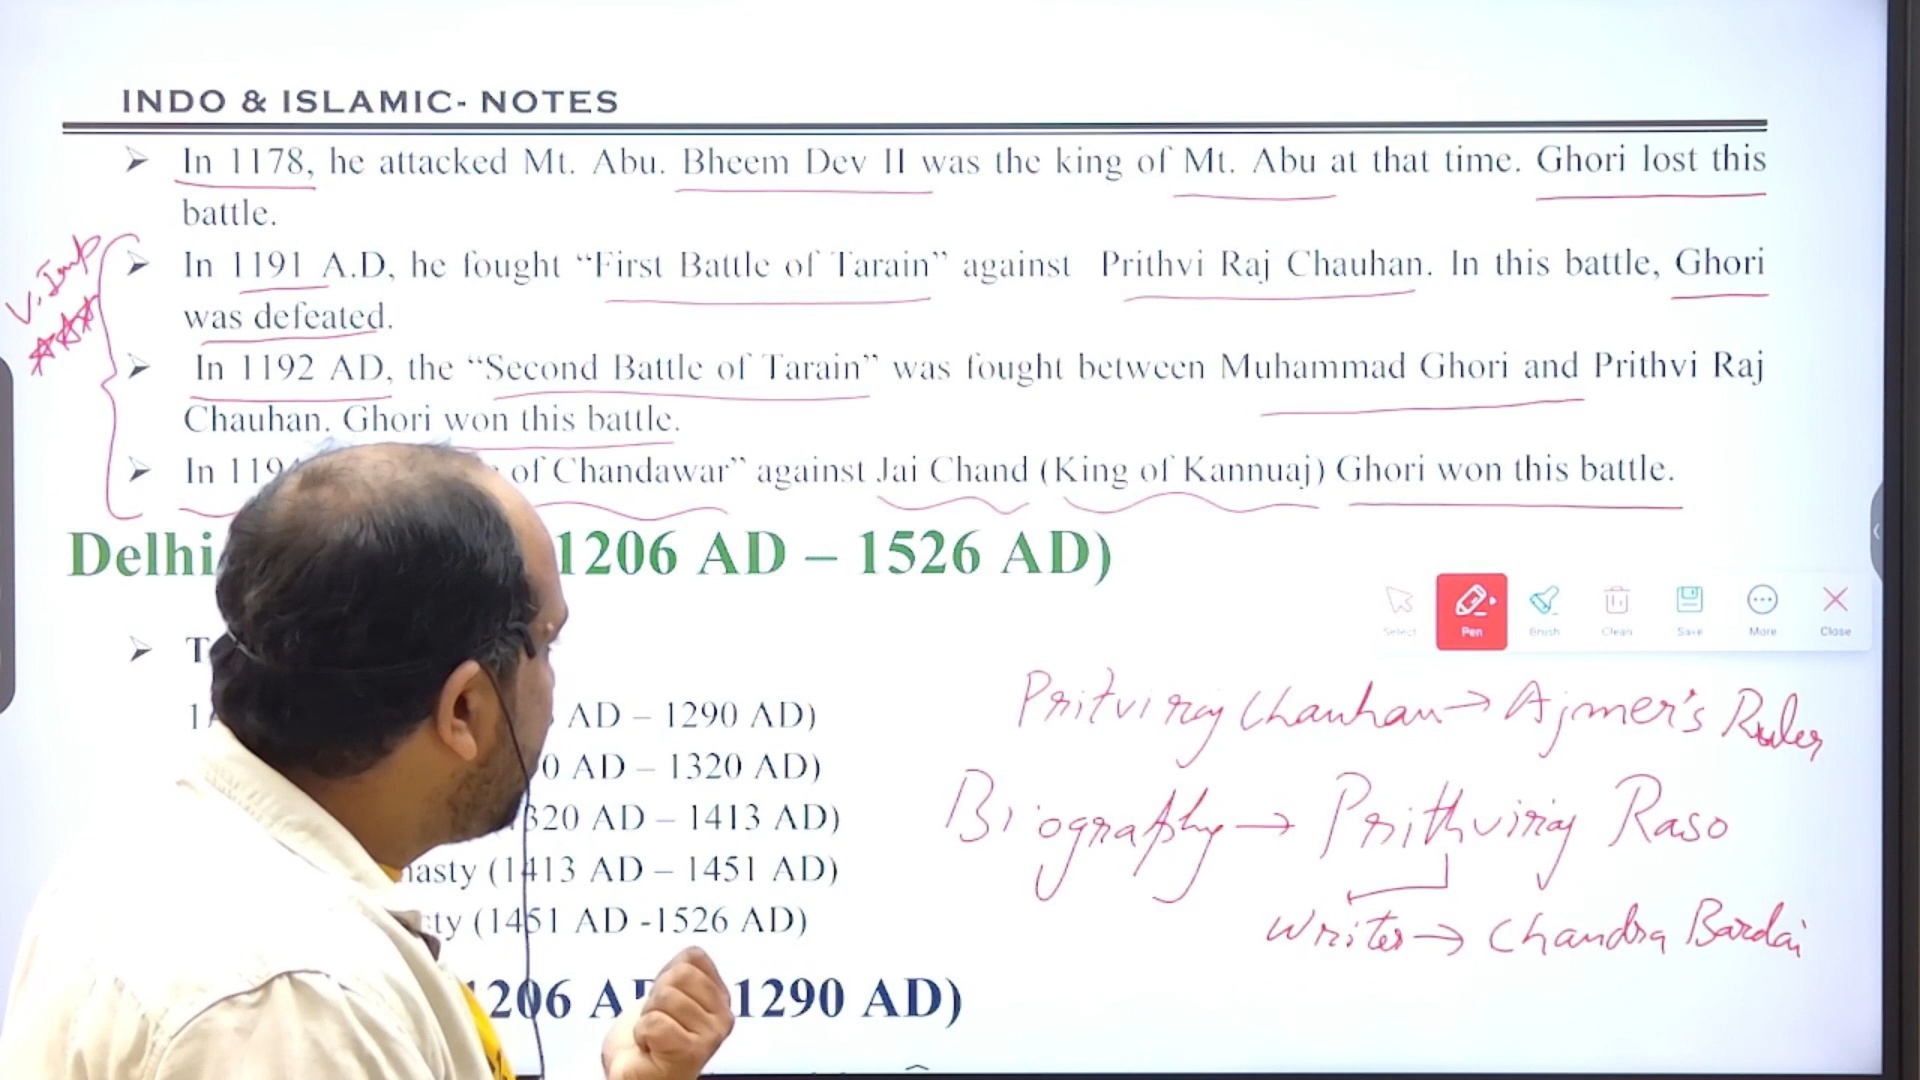 INDO & ISLAMIC- NOTES
➢ In 1178, he attacked Mt. Abu. Bheem Dev II was the king of Mt. Abu at that time. Ghori lost this
battle.
V. Imp
➢ In 1191 A.D, he fought “First Battle of Tarain” against Prithvi Raj Chauhan. In this battle, Ghori
was defeated.
➢ In 1192 AD, the “Second Battle of Tarain” was fought between Muhammad Ghori and Prithvi Raj
Chauhan. Ghori won this battle.
➢ In of Chandawar” against Jai Chand (King of Kannuaj) Ghori won this battle.
Delhi 1206 AD – 1526 AD)
Select Pen Brush Clean Save More Close
Pritviraj Chauhan → Ajmer's Ruler
AD – 1290 AD)
AD – 1320 AD)
Biography → Prithviraj Raso
AD – 1413 AD)
(1413 AD – 1451 AD)
(1451 AD -1526 AD)
Writer → Chandra Bardai
1206 1290 AD)